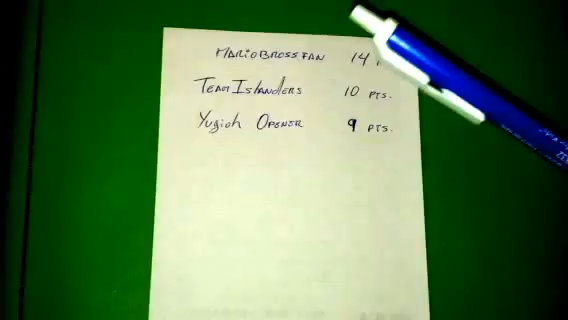 MARIOBROSSFAN 14
TEAM ISLANDERS 10 PTS.
YUGIOH OPENER 9 PTS.